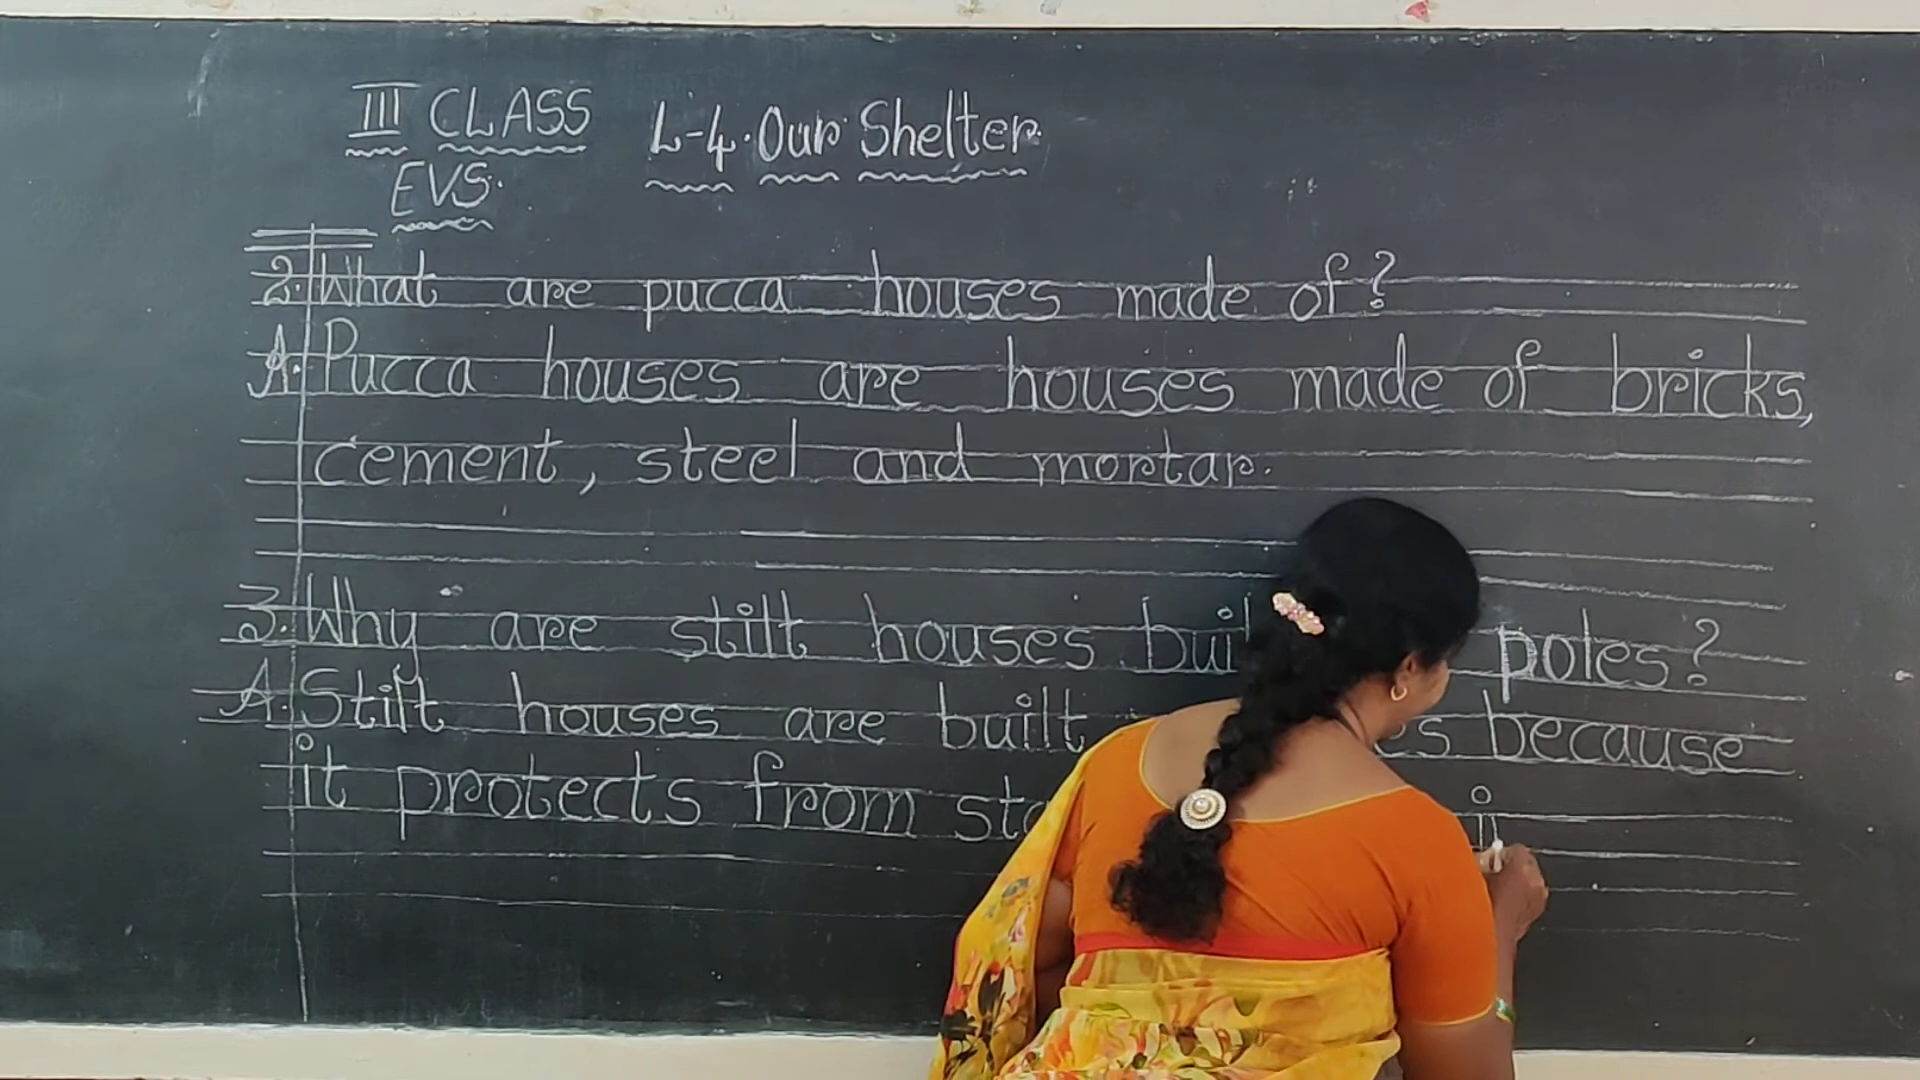 III CLASS L-4. Our Shelter.
EVS.
2. What are pucca houses made of?
A. Pucca houses are houses made of bricks,
cement, steel and mortar.
3. Why are stilt houses poles?
A. Stilt houses are built because
it protects from